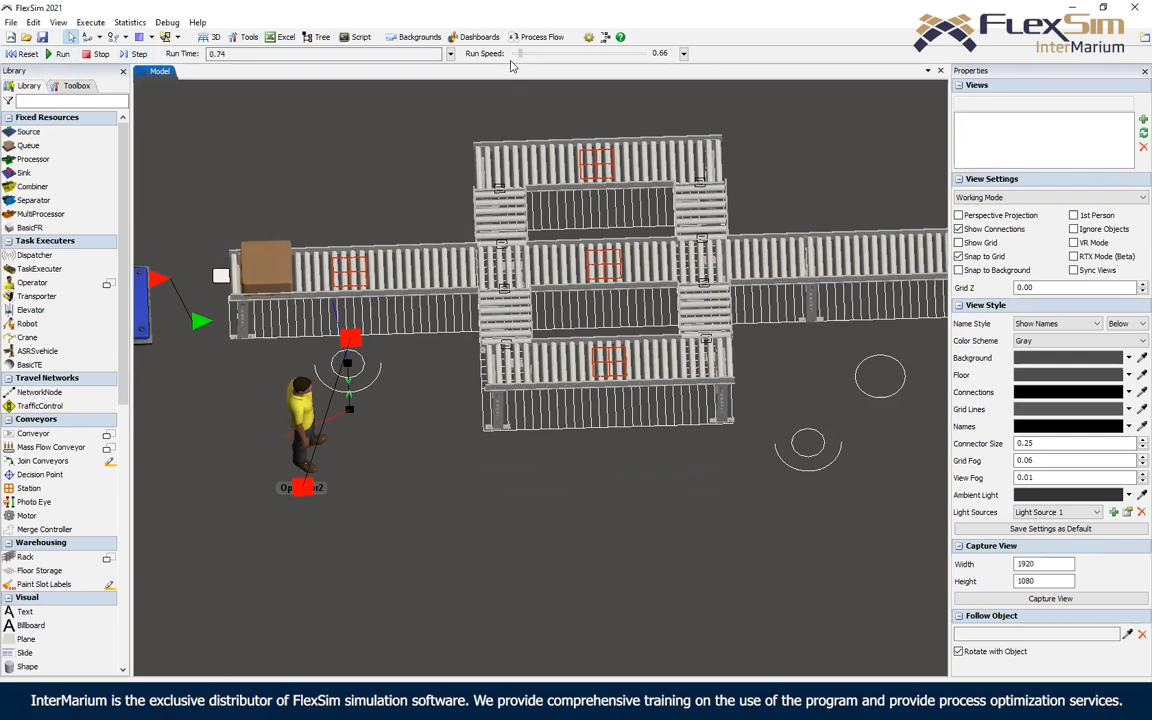 FlexSim 2021
File Edit View Execute Statistics Debug Help
3D Tools Excel Tree Script Backgrounds Dashboards Process Flow
FLEXSIM
InterMarium
Reset Run Stop Step Run Time: 0.74 Run Speed: 0.66
Library
Library Toolbox
Fixed Resources
Source
Queue
Processor
Sink
Combiner
Separator
MultiProcessor
BasicFR
Task Executers
Dispatcher
TaskExecuter
Operator
Transporter
Elevator
Robot
Crane
ASRSvehicle
BasicTE
Travel Networks
NetworkNode
TrafficControl
Conveyors
Conveyor
Mass Flow Conveyor
Join Conveyors
Decision Point
Station
Photo Eye
Motor
Merge Controller
Warehousing
Rack
Floor Storage
Paint Slot Labels
Visual
Text
Billboard
Plane
Slide
Shape
Model
Properties
Views
View Settings
Working Mode
Perspective Projection 1st Person
Show Connections Ignore Objects
Show Grid VR Mode
Snap to Grid RTX Mode (Beta)
Snap to Background Sync Views
Grid Z 0.00
View Style
Name Style Show Names Below
Color Scheme Gray
Background
Floor
Connections
Grid Lines
Names
Connector Size 0.25
Grid Fog 0.06
View Fog 0.01
Ambient Light
Light Sources Light Source 1
Save Settings as Default
Capture View
Width 1920
Height 1080
Capture View
Follow Object
Rotate with Object
InterMarium is the exclusive distributor of FlexSim simulation software. We provide comprehensive training on the use of the program and provide process optimization services.